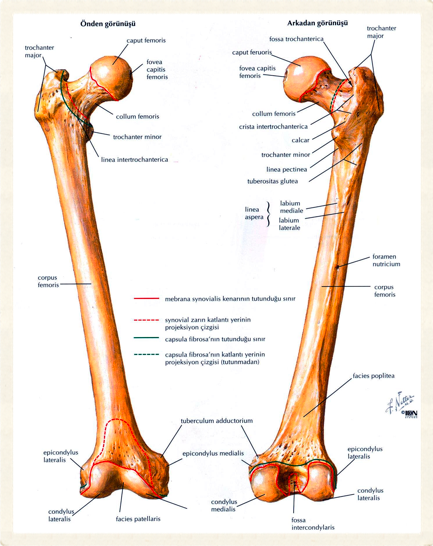 Önden görünüşü
caput femoris
trochanter
major
fovea
capitis
femoris
collum femoris
trochanter minor
linea intertrochanterica
corpus
femoris
Arkadan görünüşü
fossa trochanterica
trochanter
major
caput feruoris
fovea capitis
femoris
collum femoris
crista intertrochanterica
calcar
trochanter minor
linea pectinea
tuberositas glutea
linea
aspera
labium
mediale
labium
laterale
foramen
nutricium
corpus
femoris
mebrana synovialis kenarının tutunduğu sınır
synovial zarın katlantı yerinin
projeksiyon çizgisi
capsula fibrosa'nın tutunduğu sınır
capsula fibrosa'nın katlantı yerinin
projeksiyon çizgisi (tutunmadan)
facies poplitea
tuberculum adductorium
epicondylus medialis
epicondylus
lateralis
condylus
lateralis
facies patellaris
condylus
medialis
fossa
intercondylaris
epicondylus
lateralis
condylus
lateralis